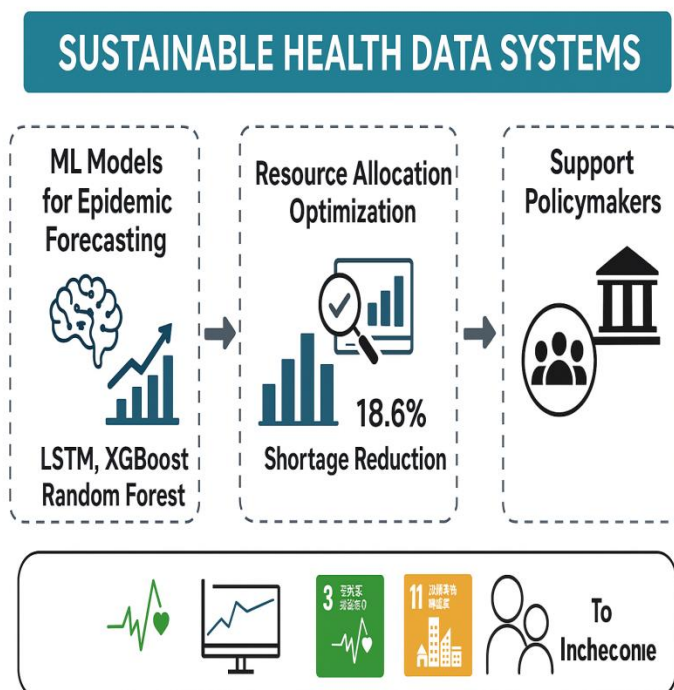 SUSTAINABLE HEALTH DATA SYSTEMS
ML Models
for Epidemic
Forecasting
LSTM, XGBoost
Random Forest
Resource Allocation
Optimization
18.6%
Shortage Reduction
Support
Policymakers
3
11
To
Inchecome